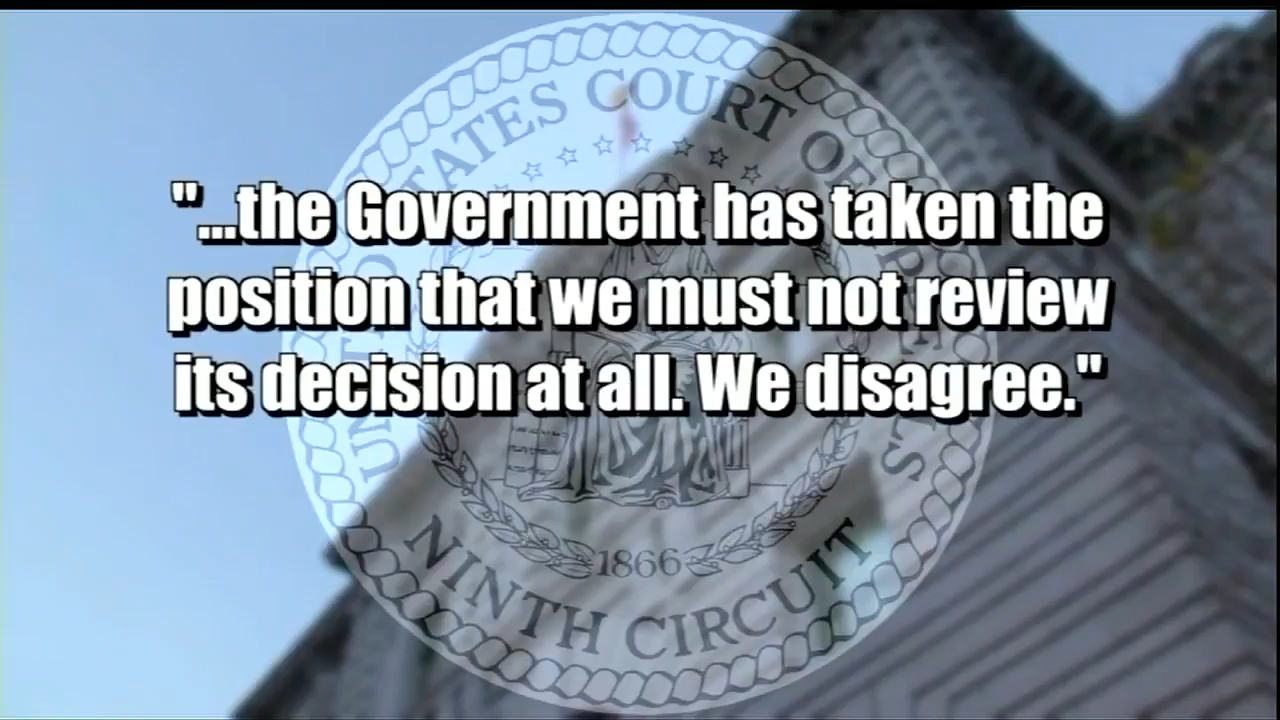 "...the Government has taken the
position that we must not review
its decision at all. We disagree."
UNITED STATES COURT OF APPEALS
1866
NINTH CIRCUIT